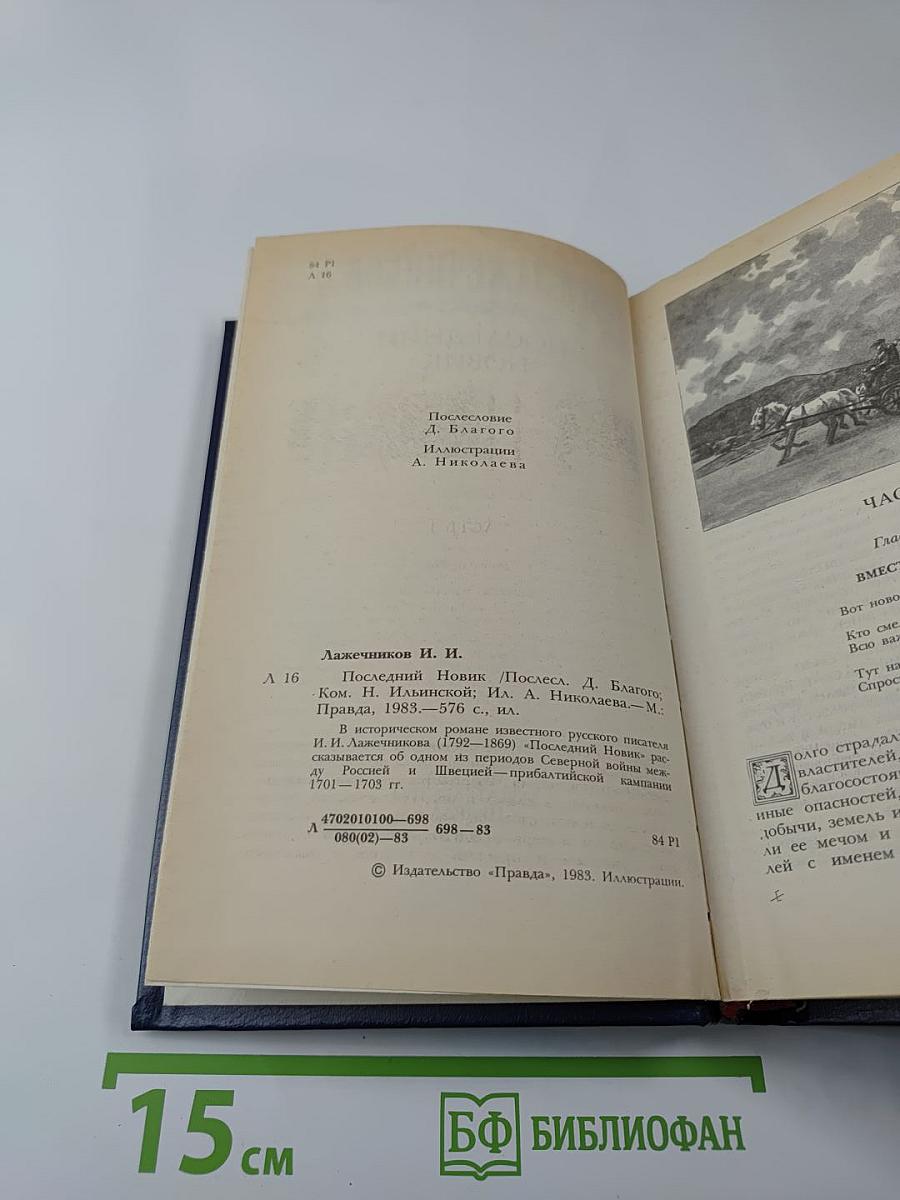 84 Р1
Л 16
Послесловие
Д. Благого
Иллюстрации
А. Николаева
Лажечников И. И.
Л 16 Последний Новик /Послесл. Д. Благого;
Ком. Н. Ильинской; Ил. А. Николаева.— М.:
Правда, 1983.—576 с., ил.
В историческом романе известного русского писателя
И. И. Лажечникова (1792—1869) «Последний Новик» рас-
сказывается об одном из периодов Северной войны меж-
ду Россией и Швецией — прибалтийской кампании
1701— 1703 гг.
Л 4702010100—698
080(02)—83 698—83
84 Р1
© Издательство «Правда», 1983. Иллюстрации.
ЧАС
Гла
ВМЕСТ
Вот ново
Кто сме
Всю ва
Тут на
Спрос
Долго страдал
властителей,
благосостоя
иные опасностей,
добычи, земель и
ли ее мечом и
лей с именем
15 см
БФ БИБЛИОФАН